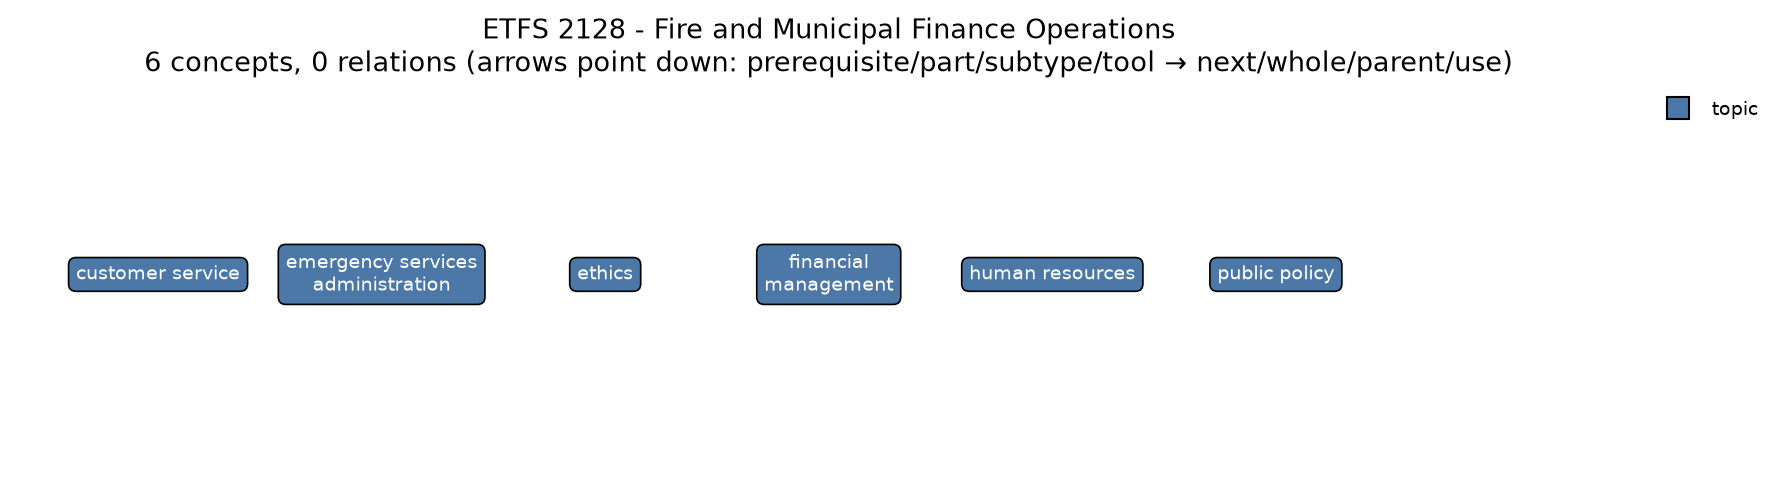 ETFS 2128 - Fire and Municipal Finance Operations
6 concepts, 0 relations (arrows point down: prerequisite/part/subtype/tool → next/whole/parent/use)
topic
customer service
emergency services
administration
ethics
financial
management
human resources
public policy